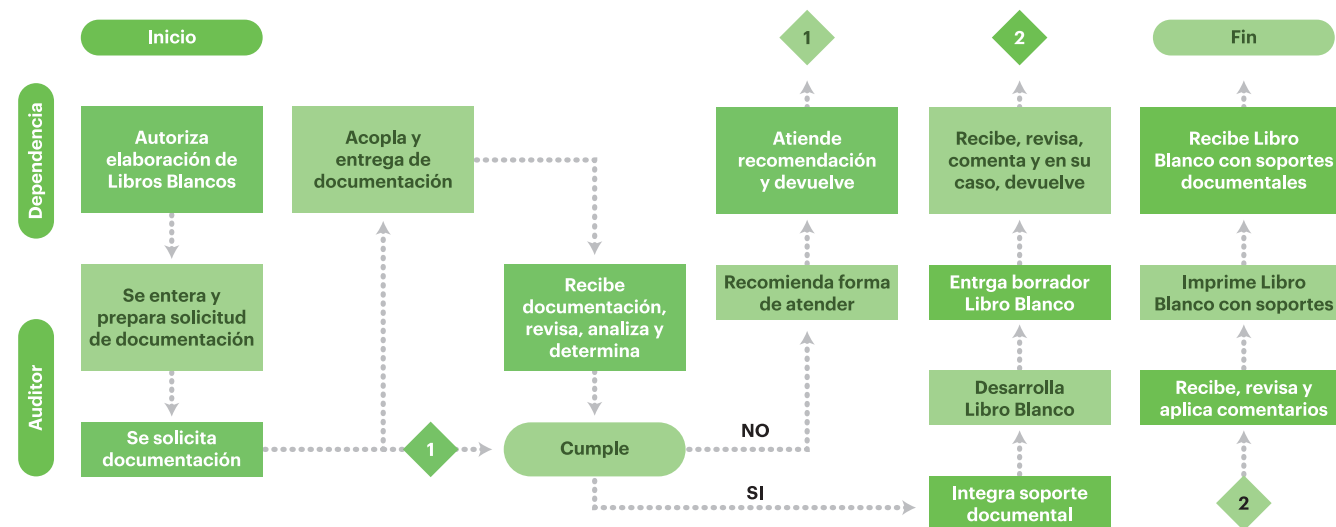 Inicio
1
2
Fin
Dependencia
Autoriza
elaboración de
Libros Blancos
Acopla y
entrega de
documentación
Atiende
recomendación
y devuelve
Recibe, revisa,
comenta y en su
caso, devuelve
Recibe Libro
Blanco con soportes
documentales
Auditor
Se entera y
prepara solicitud
de documentación
Recibe
documentación,
revisa, analiza y
determina
Recomienda forma
de atender
Entrga borrador
Libro Blanco
Imprime Libro
Blanco con soportes
Desarrolla
Libro Blanco
Recibe, revisa y
aplica comentarios
Se solicita
documentación
1
Cumple
NO
SI
Integra soporte
documental
2